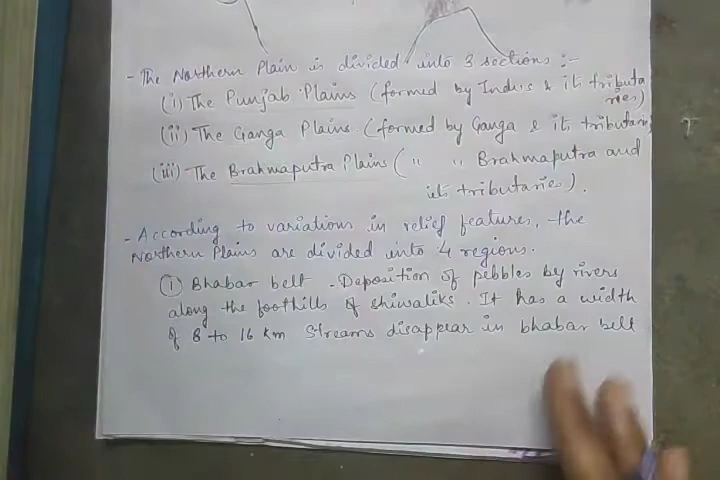 - The Northern Plain is divided into 3 sections :-
(i) The Punjab Plains (formed by Indus & its tributaries)
(ii) The Ganga Plains (formed by Ganga & its tributaries
(iii) The Brahmaputra Plains ( " " Brahmaputra and
its tributaries).
- According to variations in relief features, the
Northern Plains are divided into 4 regions.
① Bhabar belt - Deposition of pebbles by rivers
along the foothills of shiwaliks. It has a width
of 8 to 16 km Streams disappear in bhabar belt